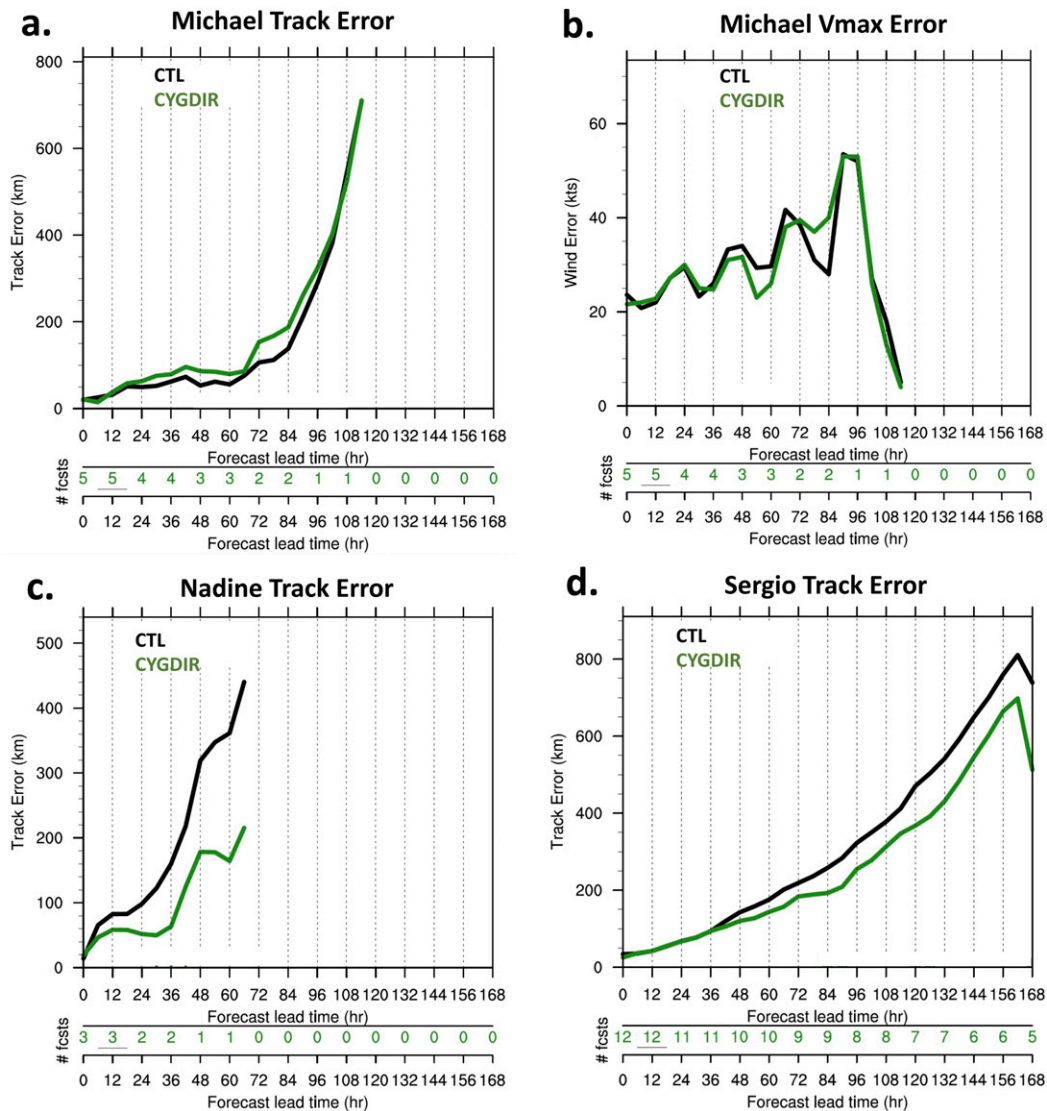 a.
Michael Track Error
CTL
CYGDIR
Track Error (km)
800
600
400
200
0
0 12 24 36 48 60 72 84 96 108 120 132 144 156 168
Forecast lead time (hr)
# fcsts
5 5 4 4 3 3 2 2 1 1 0 0 0 0 0
0 12 24 36 48 60 72 84 96 108 120 132 144 156 168
Forecast lead time (hr)
b.
Michael Vmax Error
CTL
CYGDIR
Wind Error (kts)
60
40
20
0
0 12 24 36 48 60 72 84 96 108 120 132 144 156 168
Forecast lead time (hr)
# fcsts
5 5 4 4 3 3 2 2 1 1 0 0 0 0 0
0 12 24 36 48 60 72 84 96 108 120 132 144 156 168
Forecast lead time (hr)
c.
Nadine Track Error
CTL
CYGDIR
Track Error (km)
500
400
300
200
100
0
0 12 24 36 48 60 72 84 96 108 120 132 144 156 168
Forecast lead time (hr)
# fcsts
3 3 2 2 1 1 0 0 0 0 0 0 0 0 0
0 12 24 36 48 60 72 84 96 108 120 132 144 156 168
Forecast lead time (hr)
d.
Sergio Track Error
CTL
CYGDIR
Track Error (km)
800
600
400
200
0
0 12 24 36 48 60 72 84 96 108 120 132 144 156 168
Forecast lead time (hr)
# fcsts
12 12 11 11 10 10 9 9 8 8 7 7 6 6 5
0 12 24 36 48 60 72 84 96 108 120 132 144 156 168
Forecast lead time (hr)